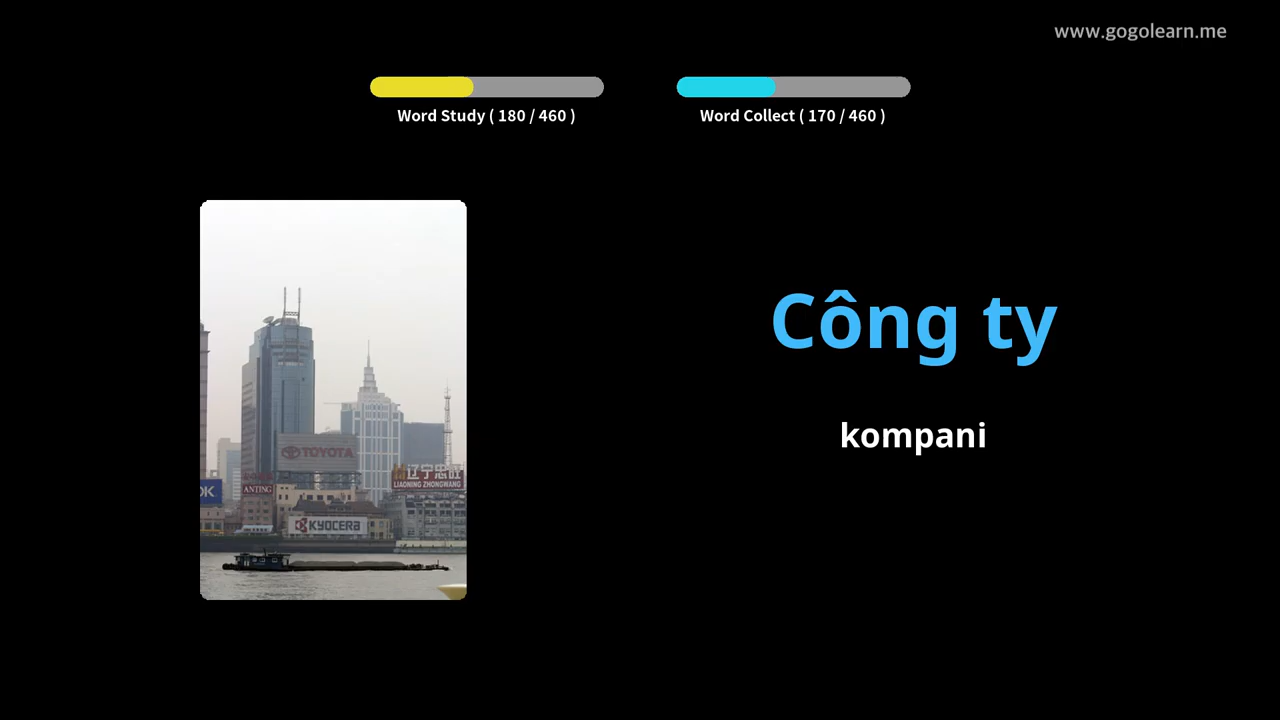 www.gogolearn.me
Word Study ( 180 / 460 )
Word Collect ( 170 / 460 )
Công ty
kompani
TOYOTA
辽宁忠旺
LIAONING ZHONGWANG
OK
ANTING
KYOCERA